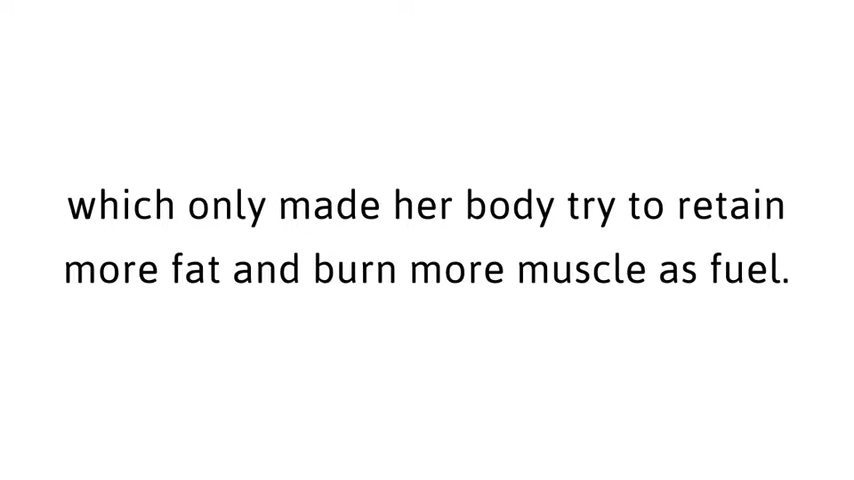 which only made her body try to retain
more fat and burn more muscle as fuel.